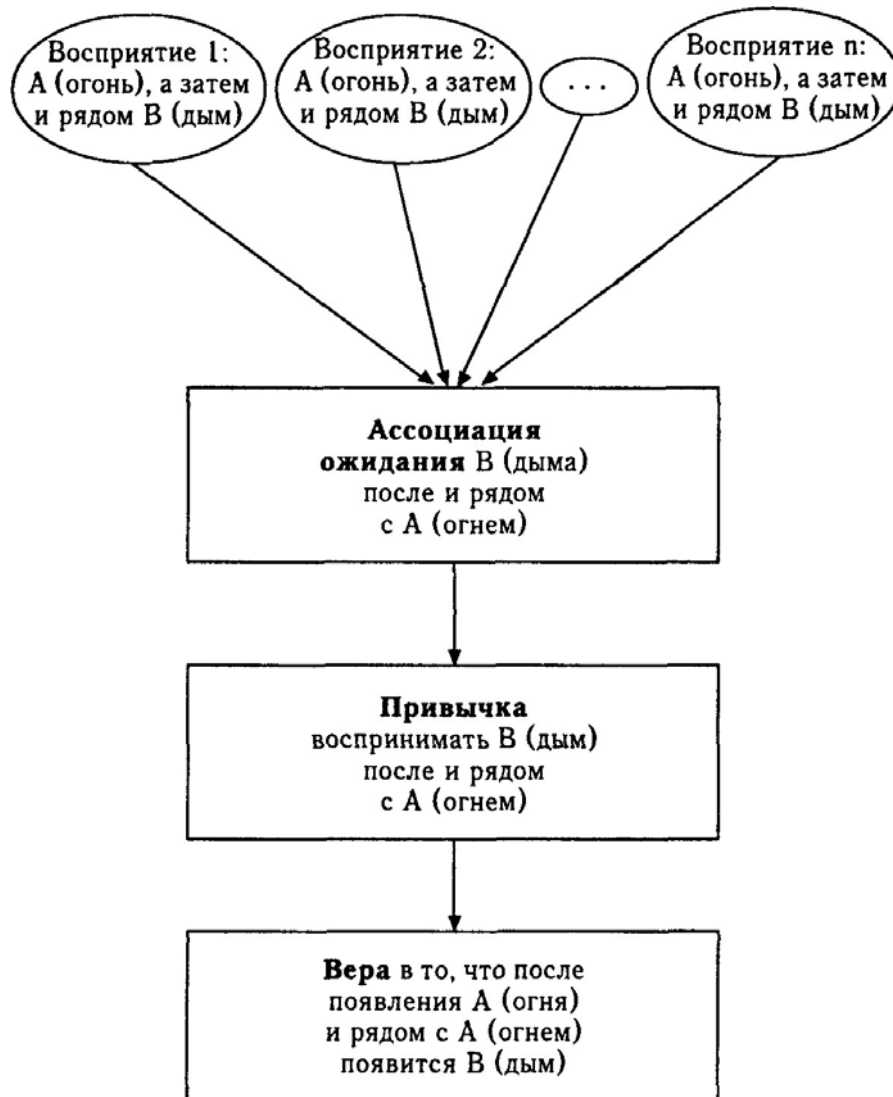 Восприятие 1:
А (огонь), а затем
и рядом В (дым)
Восприятие 2:
А (огонь), а затем
и рядом В (дым)
...
Восприятие n:
А (огонь), а затем
и рядом В (дым)
Ассоциация
ожидания В (дыма)
после и рядом
с А (огнем)
Привычка
воспринимать В (дым)
после и рядом
с А (огнем)
Вера в то, что после
появления А (огня)
и рядом с А (огнем)
появится В (дым)